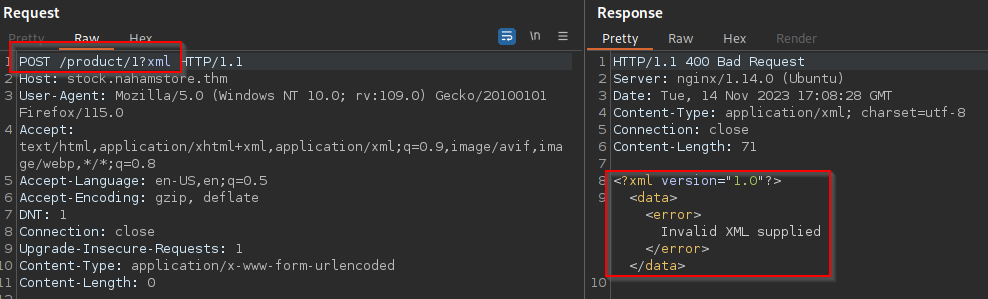 Request
Pretty Raw Hex
\n
1 POST /product/1?xml HTTP/1.1
2 Host: stock.nahamstore.thm
3 User-Agent: Mozilla/5.0 (Windows NT 10.0; rv:109.0) Gecko/20100101
Firefox/115.0
4 Accept:
text/html,application/xhtml+xml,application/xml;q=0.9,image/avif,ima
ge/webp,*/*;q=0.8
5 Accept-Language: en-US,en;q=0.5
6 Accept-Encoding: gzip, deflate
7 DNT: 1
8 Connection: close
9 Upgrade-Insecure-Requests: 1
10 Content-Type: application/x-www-form-urlencoded
11 Content-Length: 0
Response
Pretty Raw Hex Render
1 HTTP/1.1 400 Bad Request
2 Server: nginx/1.14.0 (Ubuntu)
3 Date: Tue, 14 Nov 2023 17:08:28 GMT
4 Content-Type: application/xml; charset=utf-8
5 Connection: close
6 Content-Length: 71
7
8 <?xml version="1.0"?>
9 <data>
<error>
Invalid XML supplied
</error>
</data>
10